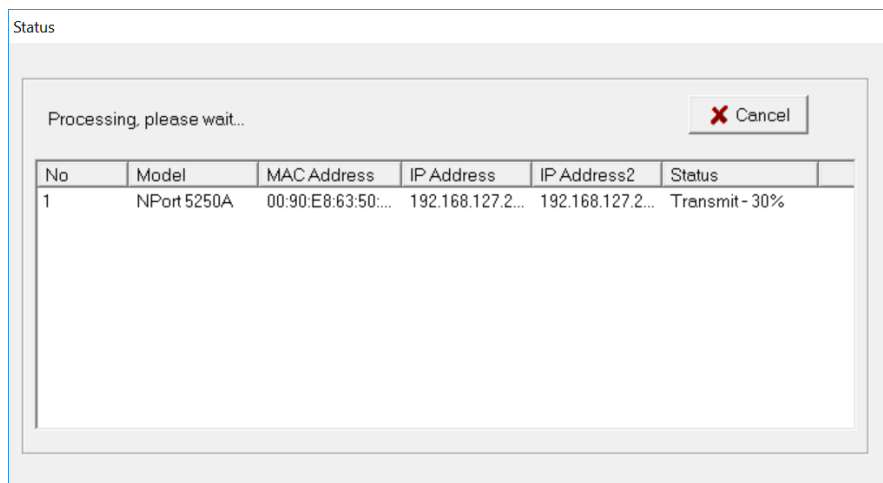 Status
Processing, please wait...
Cancel
No Model MAC Address IP Address IP Address2 Status
1 NPort 5250A 00:90:E8:63:50:... 192.168.127.2... 192.168.127.2... Transmit - 30%